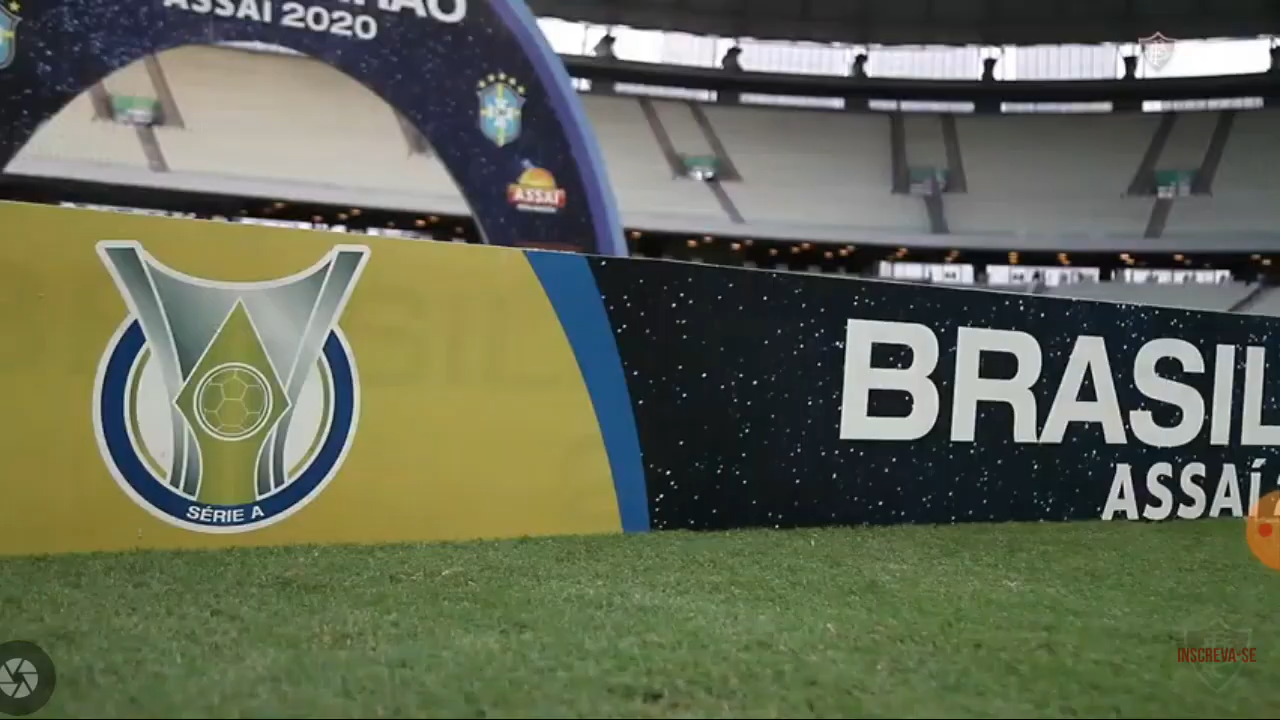 ASSAÍ 2020
ASSAÍ
SÉRIE A
BRASIL
ASSAÍ
INSCREVA-SE